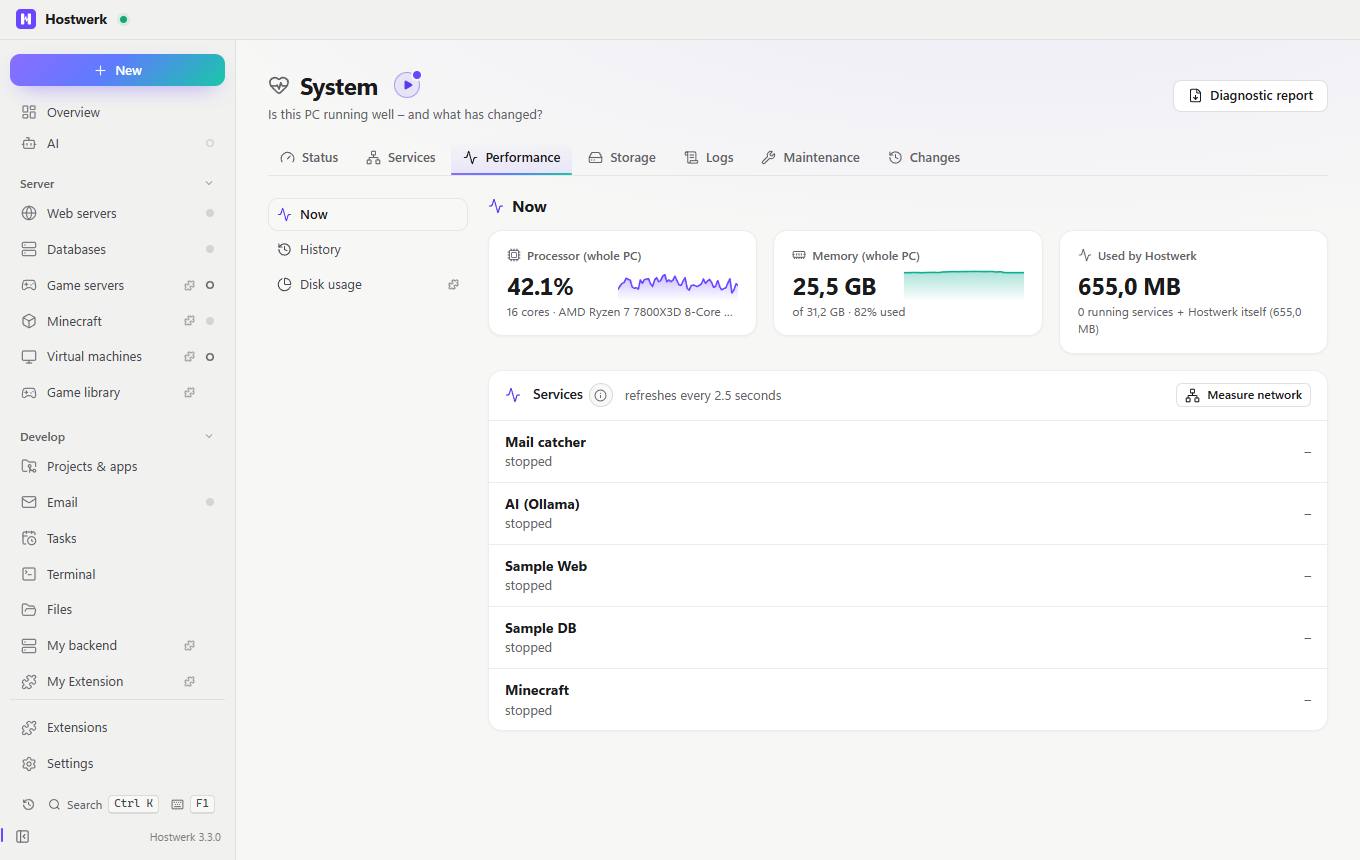 Hostwerk
New
Overview
AI
Server
Web servers
Databases
Game servers
Minecraft
Virtual machines
Game library
Develop
Projects & apps
Email
Tasks
Terminal
Files
My backend
My Extension
Extensions
Settings
Search Ctrl K F1
Hostwerk 3.3.0
System
Is this PC running well – and what has changed?
Diagnostic report
Status Services Performance Storage Logs Maintenance Changes
Now
History
Disk usage
Now
Processor (whole PC)
42.1%
16 cores · AMD Ryzen 7 7800X3D 8-Core ...
Memory (whole PC)
25,5 GB
of 31,2 GB · 82% used
Used by Hostwerk
655,0 MB
0 running services + Hostwerk itself (655,0
MB)
Services refreshes every 2.5 seconds Measure network
Mail catcher
stopped
–
AI (Ollama)
stopped
–
Sample Web
stopped
–
Sample DB
stopped
–
Minecraft
stopped
–